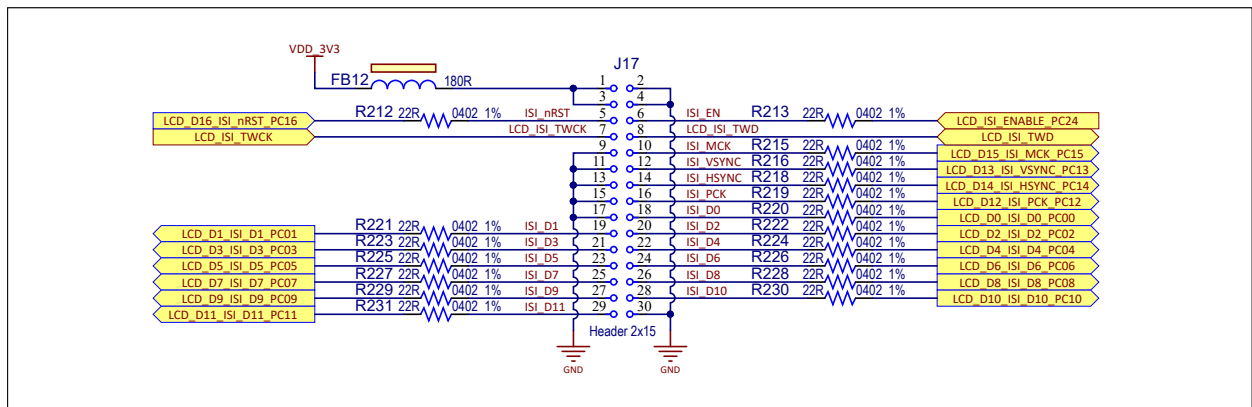 VDD_3V3
J17
FB12 180R 1 2
3 4
LCD_D16_ISI_nRST_PC16 R212 22R 0402 1% ISI_nRST 5 6 ISI_EN R213 22R 0402 1% LCD_ISI_ENABLE_PC24
LCD_ISI_TWCK LCD_ISI_TWCK 7 8 LCD_ISI_TWD LCD_ISI_TWD
9 10 ISI_MCK R215 22R 0402 1% LCD_D15_ISI_MCK_PC15
11 12 ISI_VSYNC R216 22R 0402 1% LCD_D13_ISI_VSYNC_PC13
13 14 ISI_HSYNC R218 22R 0402 1% LCD_D14_ISI_HSYNC_PC14
15 16 ISI_PCK R219 22R 0402 1% LCD_D12_ISI_PCK_PC12
17 18 ISI_D0 R220 22R 0402 1% LCD_D0_ISI_D0_PC00
LCD_D1_ISI_D1_PC01 R221 22R 0402 1% ISI_D1 19 20 ISI_D2 R222 22R 0402 1% LCD_D2_ISI_D2_PC02
LCD_D3_ISI_D3_PC03 R223 22R 0402 1% ISI_D3 21 22 ISI_D4 R224 22R 0402 1% LCD_D4_ISI_D4_PC04
LCD_D5_ISI_D5_PC05 R225 22R 0402 1% ISI_D5 23 24 ISI_D6 R226 22R 0402 1% LCD_D6_ISI_D6_PC06
LCD_D7_ISI_D7_PC07 R227 22R 0402 1% ISI_D7 25 26 ISI_D8 R228 22R 0402 1% LCD_D8_ISI_D8_PC08
LCD_D9_ISI_D9_PC09 R229 22R 0402 1% ISI_D9 27 28 ISI_D10 R230 22R 0402 1% LCD_D10_ISI_D10_PC10
LCD_D11_ISI_D11_PC11 R231 22R 0402 1% ISI_D11 29 30
Header 2x15
GND GND